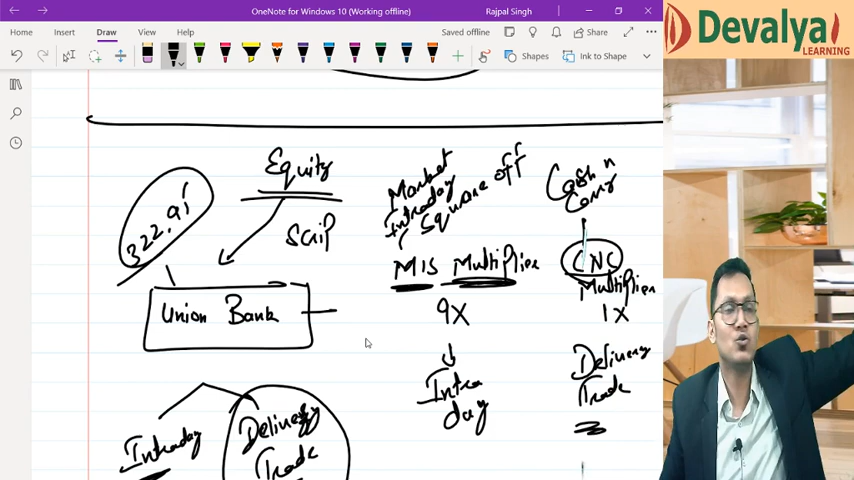 OneNote for Windows 10 (Working offline)
Rajpal Singh
Home Insert Draw View Help
Saved offline
Share
Shapes
Ink to Shape
Devalya
LEARNING
322.95
Equity
Scrip
Union Bank
Intraday
Delivery
Trade
Market
Intraday
Square off
MIS Multiplier
9X
Intra
day
Cash n
Carry
CNC
Multiplier
1X
Delivery
Trade